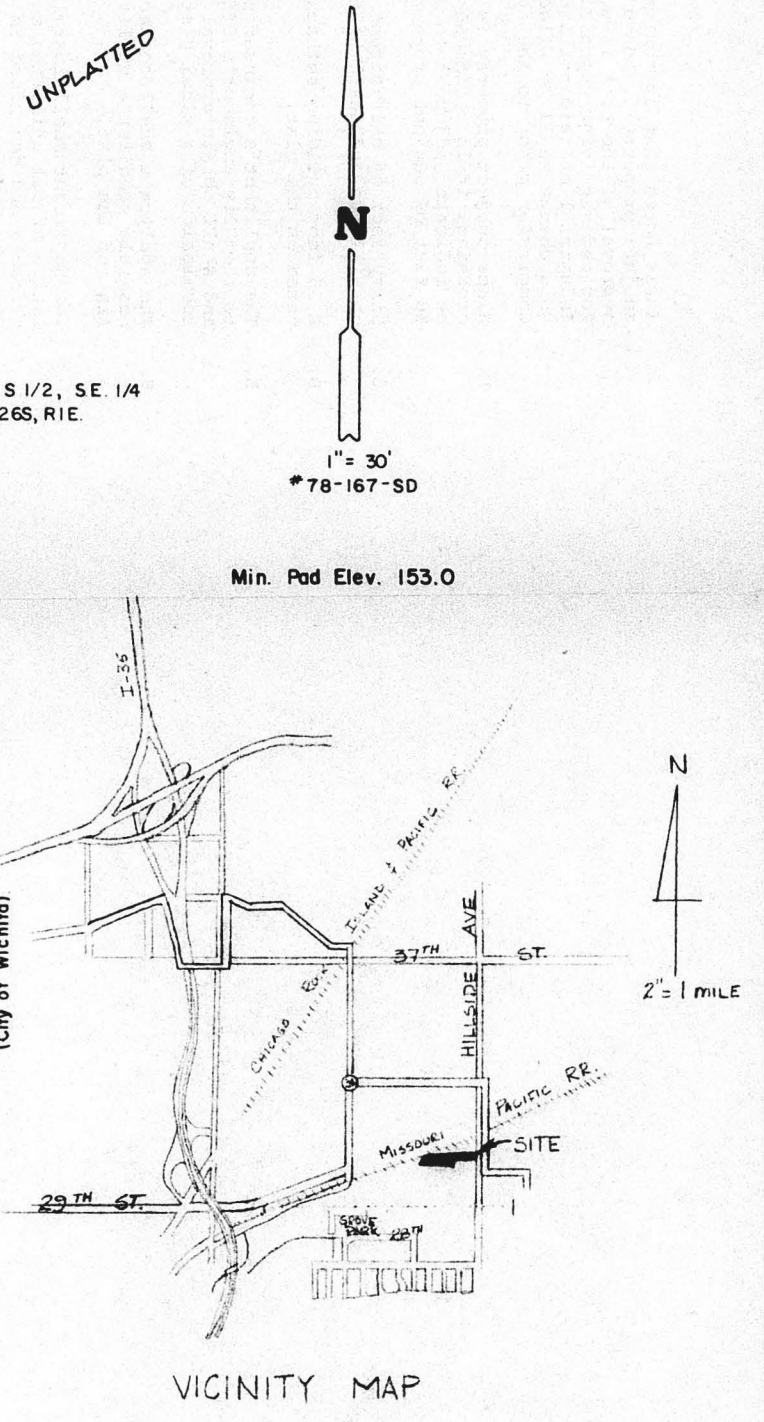 UNPLATTED
N
S 1/2, S.E. 1/4
26S, R1E.
1" = 30'
#78-167-SD
Min. Pad Elev. 153.0
I-35
ISLAND & PACIFIC RR
N
(City of Wichita)
HILLSIDE AVE
37TH ST.
2" = 1 MILE
CHICAGO ROCK
PACIFIC RR.
MISSOURI
SITE
29TH ST.
GROVE
PARK 28TH
VICINITY MAP